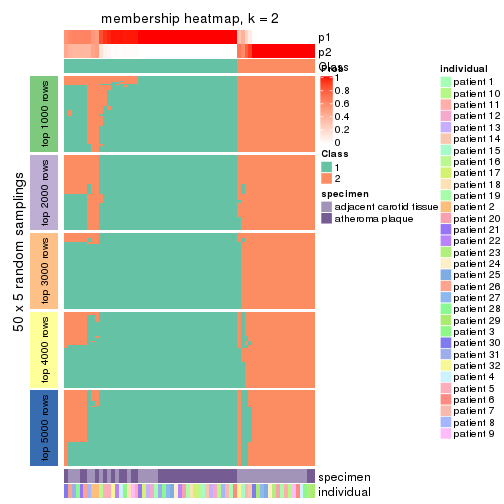 membership heatmap, k = 2
p1
p2
Class
Prob
1
0.8
0.6
0.4
0.2
0
Class
1
2
specimen
adjacent carotid tissue
atheroma plaque
individual
patient 1
patient 10
patient 11
patient 12
patient 13
patient 14
patient 15
patient 16
patient 17
patient 18
patient 19
patient 2
patient 20
patient 21
patient 22
patient 23
patient 24
patient 25
patient 26
patient 27
patient 28
patient 29
patient 3
patient 30
patient 31
patient 32
patient 4
patient 5
patient 6
patient 7
patient 8
patient 9
50 x 5 random samplings
top 1000 rows
top 2000 rows
top 3000 rows
top 4000 rows
top 5000 rows
specimen
individual